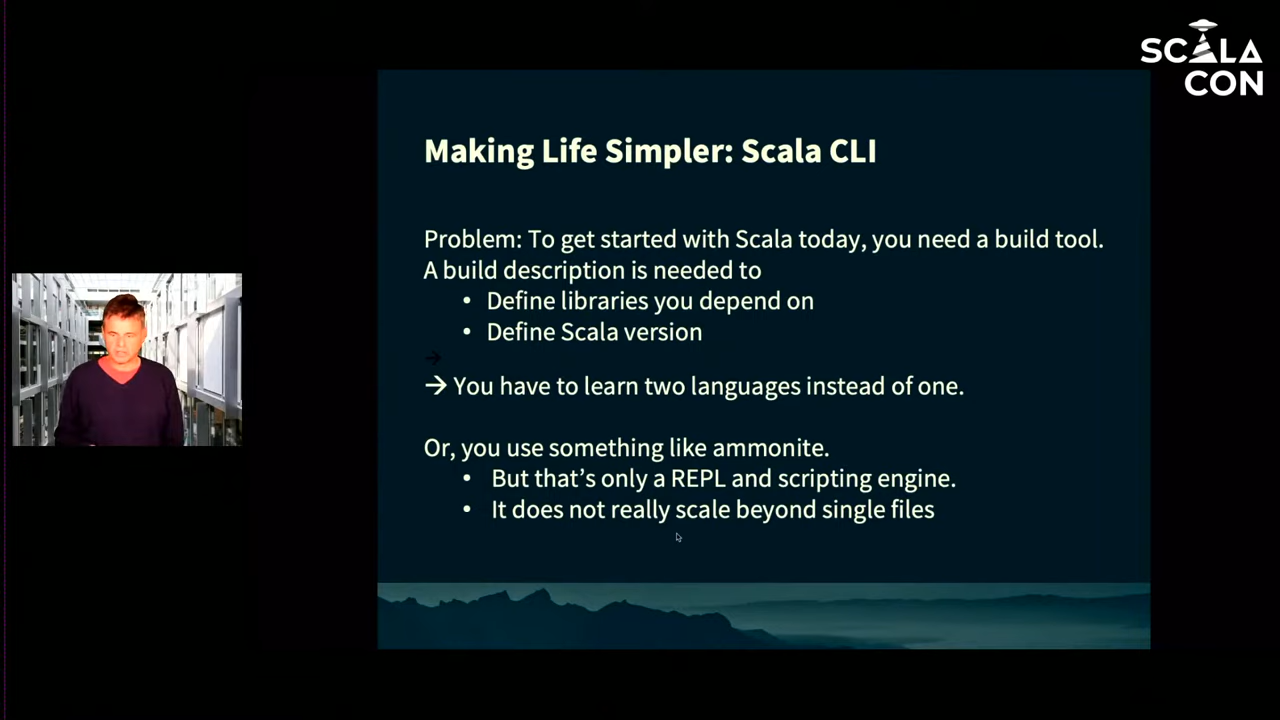 SCALA
CON
Making Life Simpler: Scala CLI
Problem: To get started with Scala today, you need a build tool.
A build description is needed to
• Define libraries you depend on
• Define Scala version
→
→ You have to learn two languages instead of one.
Or, you use something like ammonite.
• But that’s only a REPL and scripting engine.
• It does not really scale beyond single files